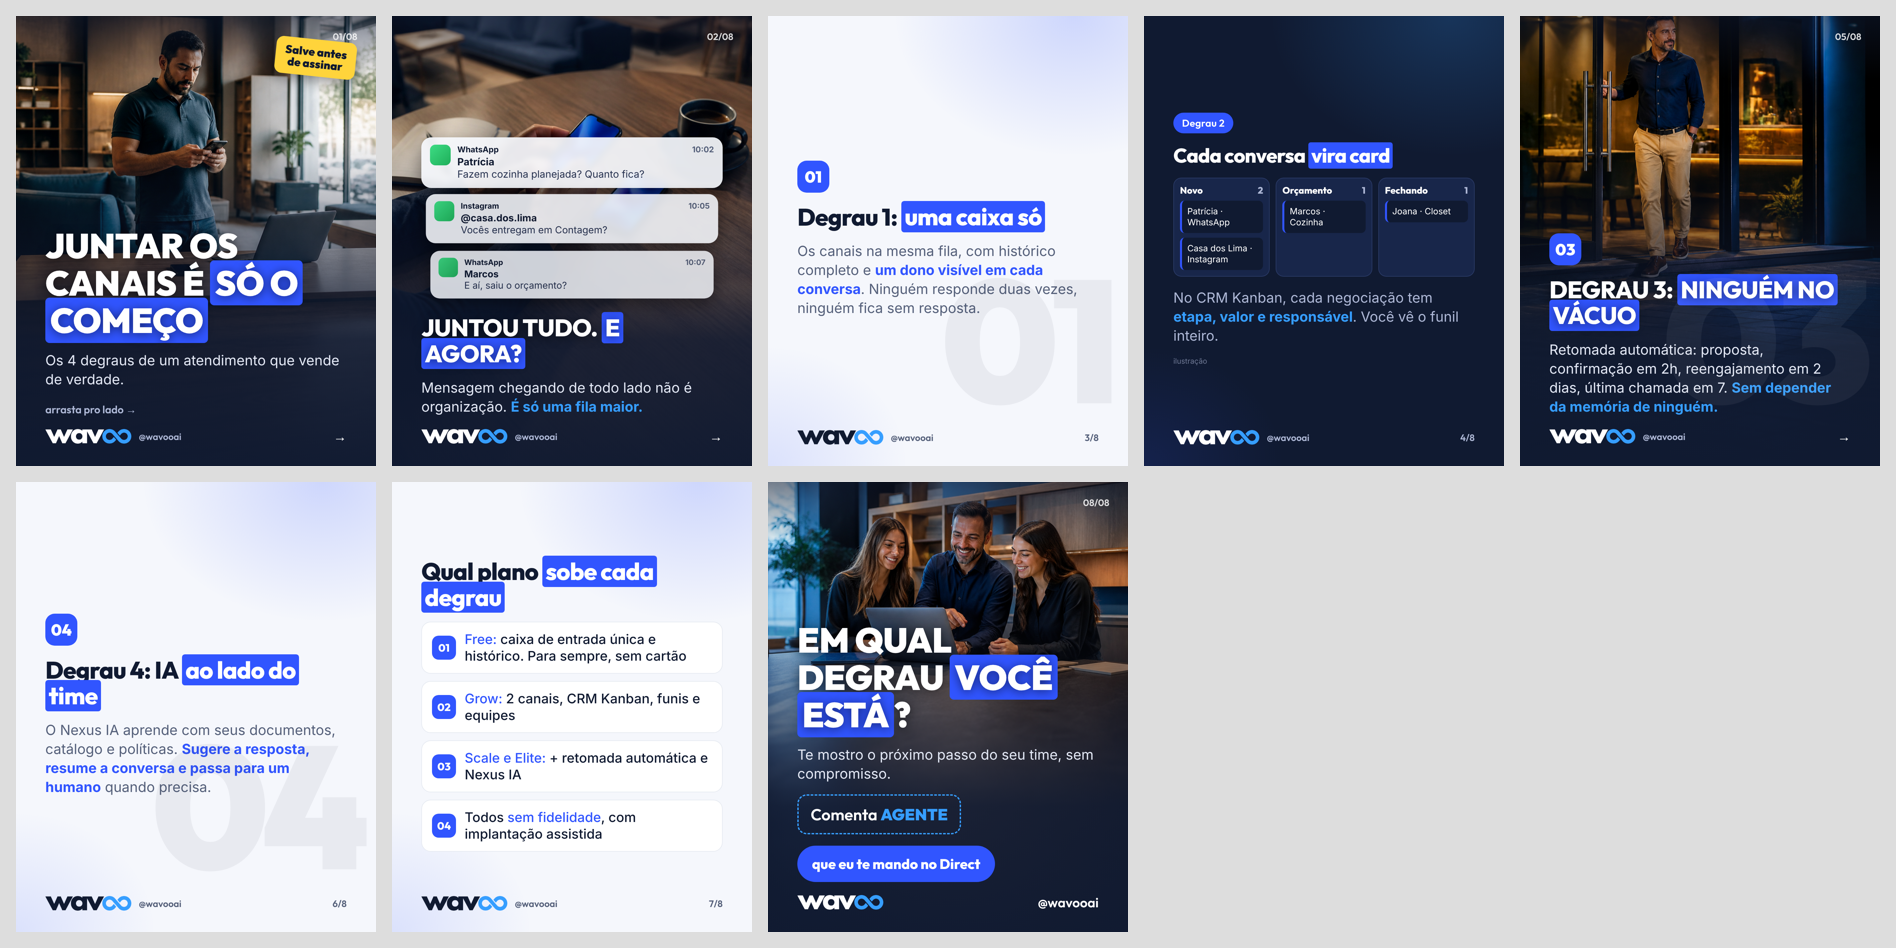 01/08
Salve antes
de assinar
JUNTAR OS
CANAIS É SÓ O
COMEÇO
Os 4 degraus de um atendimento que vende
de verdade.
arrasta pro lado →
wavoo @wavooai →
02/08
WhatsApp 10:02
Patrícia
Fazem cozinha planejada? Quanto fica?
Instagram 10:05
@casa.dos.lima
Vocês entregam em Contagem?
WhatsApp 10:07
Marcos
E aí, saiu o orçamento?
JUNTOU TUDO. E
AGORA?
Mensagem chegando de todo lado não é
organização. É só uma fila maior.
wavoo @wavooai →
01
Degrau 1: uma caixa só
Os canais na mesma fila, com histórico
completo e um dono visível em cada
conversa. Ninguém responde duas vezes,
ninguém fica sem resposta.
01
wavoo @wavooai 3/8
Degrau 2
Cada conversa vira card
Novo 2
Patrícia ·
WhatsApp
Casa dos Lima ·
Instagram
Orçamento 1
Marcos ·
Cozinha
Fechando 1
Joana · Closet
No CRM Kanban, cada negociação tem
etapa, valor e responsável. Você vê o funil
inteiro.
ilustração
wavoo @wavooai 4/8
05/08
03
DEGRAU 3: NINGUÉM NO
VÁCUO
Retomada automática: proposta,
confirmação em 2h, reengajamento em 2
dias, última chamada em 7. Sem depender
da memória de ninguém.
03
wavoo @wavooai →
04
Degrau 4: IA ao lado do
time
O Nexus IA aprende com seus documentos,
catálogo e políticas. Sugere a resposta,
resume a conversa e passa para um
humano quando precisa.
04
wavoo @wavooai 6/8
Qual plano sobe cada
degrau
01 Free: caixa de entrada única e
histórico. Para sempre, sem cartão
02 Grow: 2 canais, CRM Kanban, funis e
equipes
03 Scale e Elite: + retomada automática e
Nexus IA
04 Todos sem fidelidade, com
implantação assistida
wavoo @wavooai 7/8
08/08
EM QUAL
DEGRAU VOCÊ
ESTÁ ?
Te mostro o próximo passo do seu time, sem
compromisso.
Comenta AGENTE
que eu te mando no Direct
wavoo @wavooai